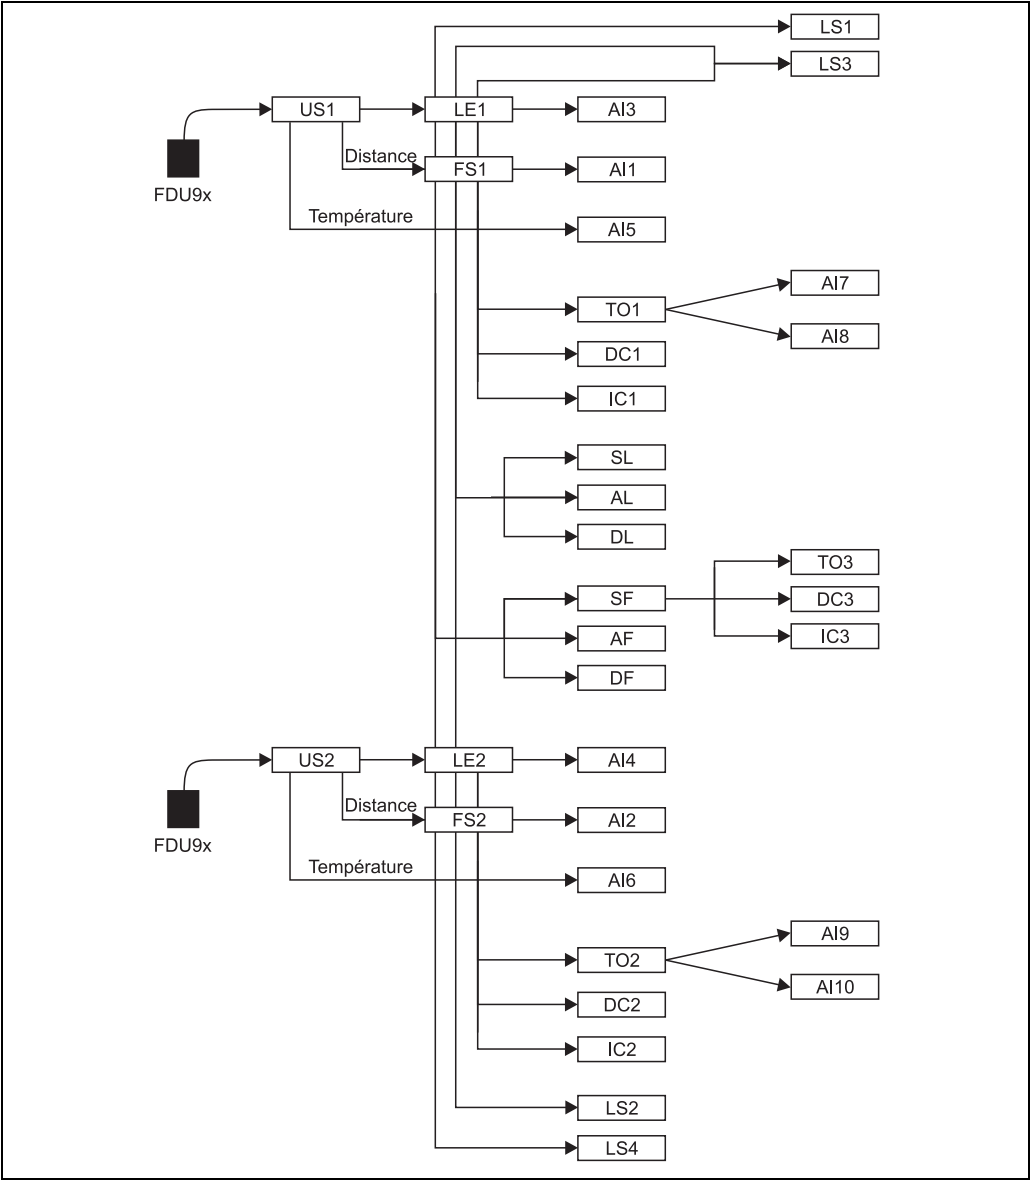 LS1
LS3
US1
LE1
AI3
Distance
FS1
AI1
FDU9x
Température
AI5
AI7
TO1
AI8
DC1
IC1
SL
AL
DL
TO3
SF
DC3
AF
IC3
DF
US2
LE2
AI4
Distance
FS2
AI2
FDU9x
Température
AI6
AI9
TO2
AI10
DC2
IC2
LS2
LS4